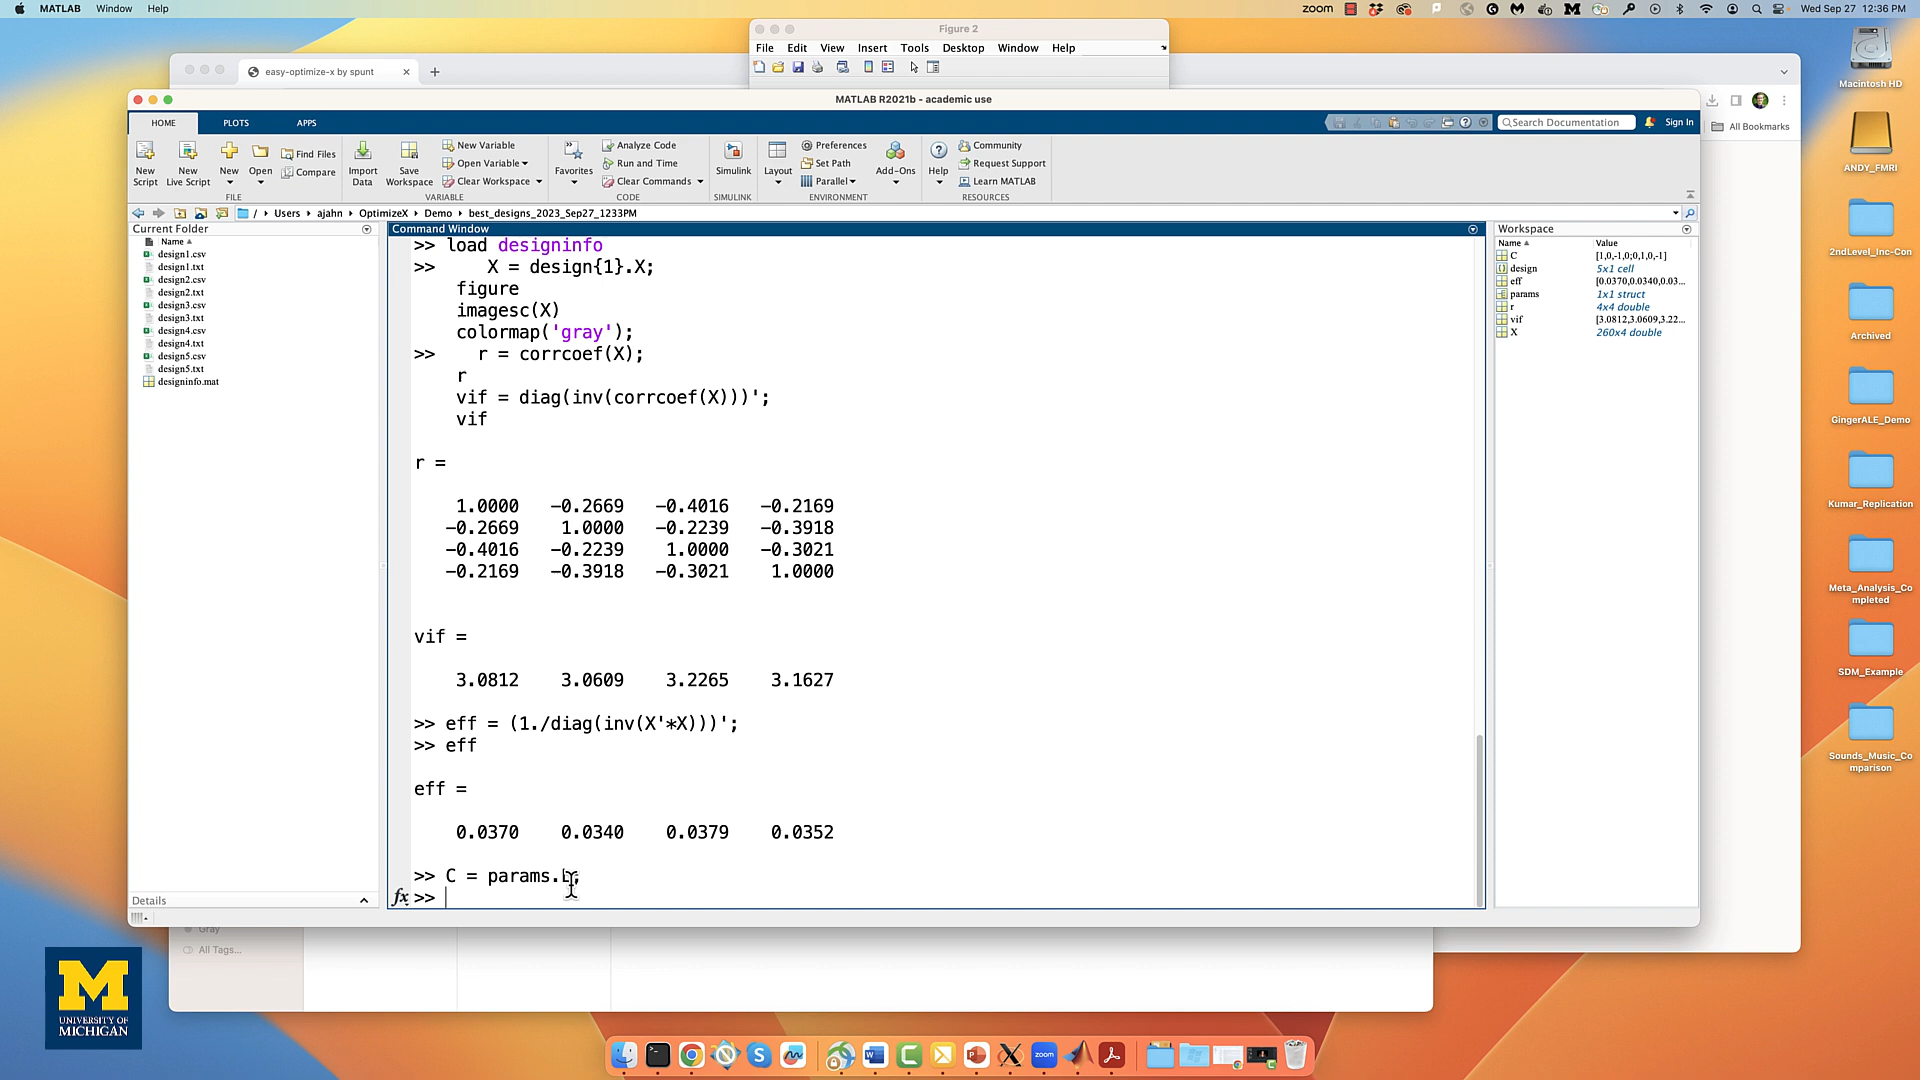 MATLAB Window Help
zoom
Wed Sep 27 12:36 PM
Figure 2
File Edit View Insert Tools Desktop Window Help
easy-optimize-x by spunt
MATLAB R2021b - academic use
All Bookmarks
HOME PLOTS APPS
Search Documentation
Sign In
New Script
New Live Script
New
Open
Find Files
Compare
FILE
Import Data
Save Workspace
New Variable
Open Variable
Clear Workspace
VARIABLE
Favorites
Analyze Code
Run and Time
Clear Commands
CODE
Simulink
SIMULINK
Layout
Preferences
Set Path
Parallel
Add-Ons
ENVIRONMENT
Help
Community
Request Support
Learn MATLAB
RESOURCES
/ Users ajahn OptimizeX Demo best_designs_2023_Sep27_1233PM
Current Folder
Name
design1.csv
design1.txt
design2.csv
design2.txt
design3.csv
design3.txt
design4.csv
design4.txt
design5.csv
design5.txt
designinfo.mat
Details
Command Window
>> load designinfo
>> X = design{1}.X;
figure
imagesc(X)
colormap('gray');
>> r = corrcoef(X);
r
vif = diag(inv(corrcoef(X)))';
vif
r =
1.0000 -0.2669 -0.4016 -0.2169
-0.2669 1.0000 -0.2239 -0.3918
-0.4016 -0.2239 1.0000 -0.3021
-0.2169 -0.3918 -0.3021 1.0000
vif =
3.0812 3.0609 3.2265 3.1627
>> eff = (1./diag(inv(X'*X)))';
>> eff
eff =
0.0370 0.0340 0.0379 0.0352
>> C = params.
fx >>
Workspace
Name Value
C [1,0,-1,0;0,1,0,-1]
design 5x1 cell
eff [0.0370,0.0340,0.03...
params 1x1 struct
r 4x4 double
vif [3.0812,3.0609,3.22...
X 260x4 double
Gray
All Tags...
Macintosh HD
ANDY_FMRI
2ndLevel_Inc-Con
Archived
GingerALE_Demo
Kumar_Replication
Meta_Analysis_Co
mpleted
SDM_Example
Sounds_Music_Co
mparison
M
UNIVERSITY OF
MICHIGAN
zoom